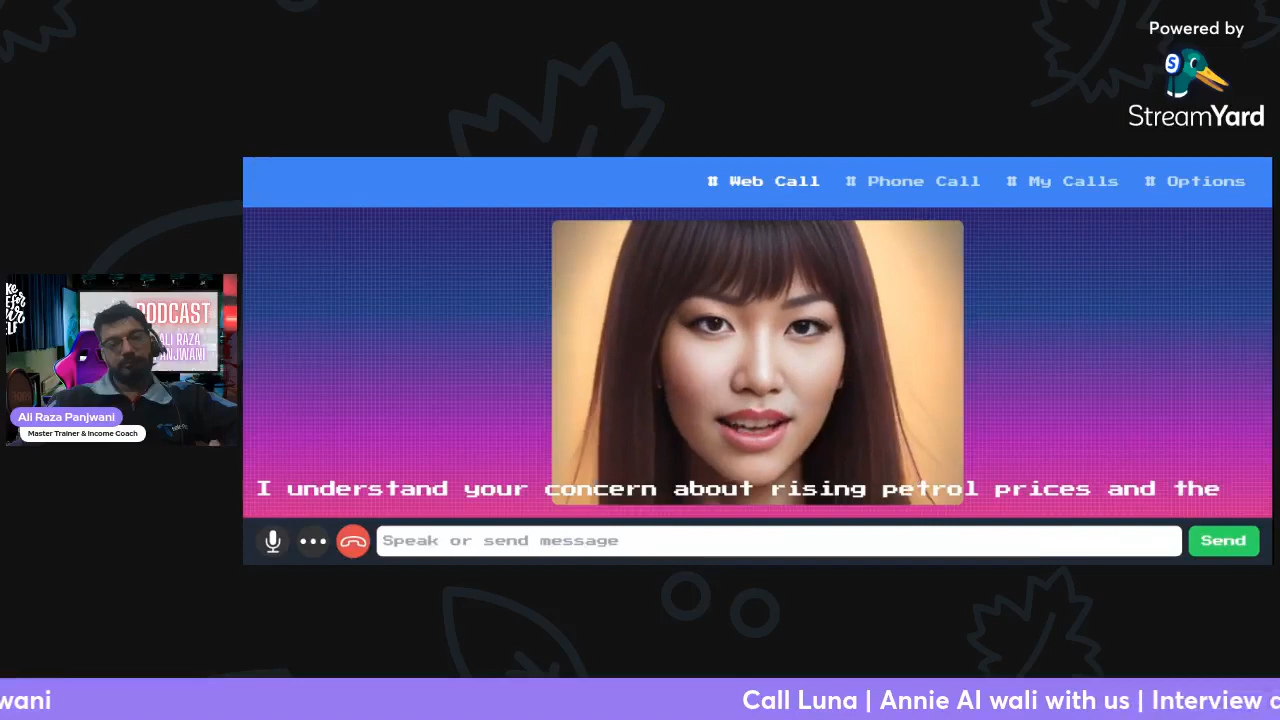 Powered by
StreamYard
# Web Call # Phone Call # My Calls # Options
PODCAST
ALI RAZA
PANJWANI
Ali Raza Panjwani
Master Trainer & Income Coach
I understand your concern about rising petrol prices and the
Speak or send message
Send
wani Call Luna | Annie AI wali with us | Interview